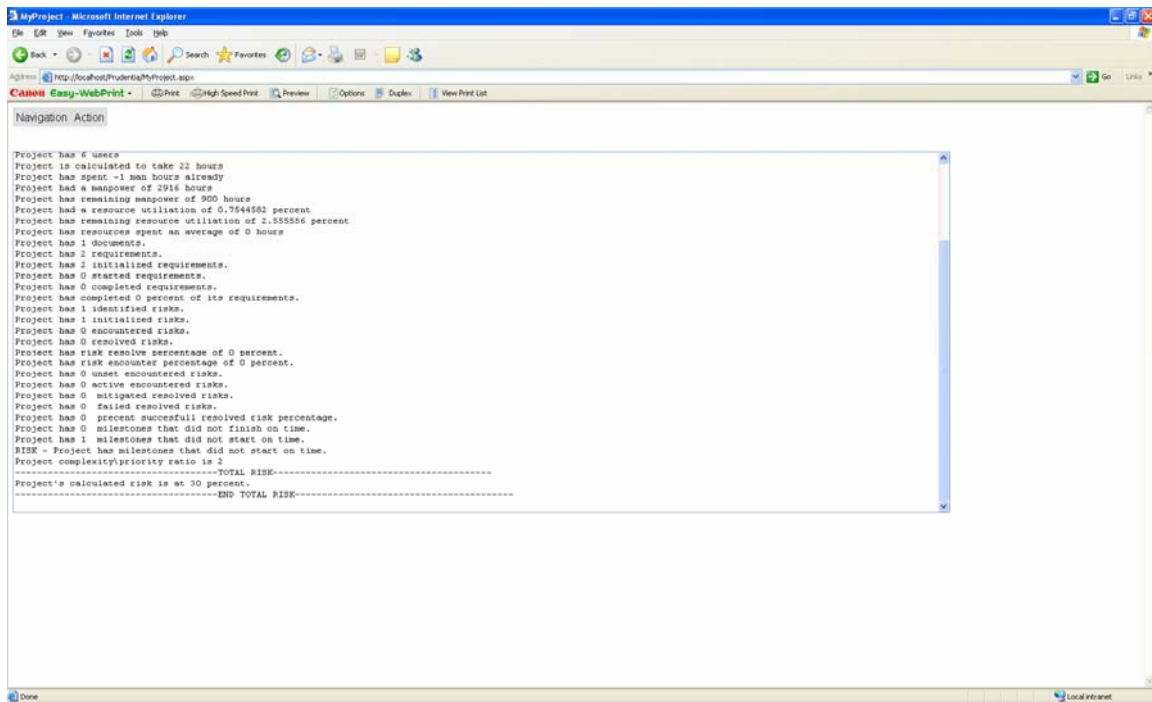 MyProject - Microsoft Internet Explorer
File Edit View Favorites Tools Help
Back Search Favorites
Address http://localhost/Prudentia/MyProject.aspx Go Links
Canon Easy-WebPrint Print High Speed Print Preview Options Duplex View Print List
Navigation Action
Project has 6 users
Project is calculated to take 22 hours
Project has spent -1 man hours already
Project had a manpower of 2916 hours
Project has remaining manpower of 900 hours
Project had a resource utiliation of 0.7544582 percent
Project has remaining resource utiliation of 2.555556 percent
Project has resources spent an average of 0 hours
Project has 1 documents.
Project has 2 requirements.
Project has 2 initialized requirements.
Project has 0 started requirements.
Project has 0 completed requirements.
Project has completed 0 percent of its requirements.
Project has 1 identified risks.
Project has 1 initialized risks.
Project has 0 encountered risks.
Project has 0 resolved risks.
Project has risk resolve percentage of 0 percent.
Project has risk encounter percentage of 0 percent.
Project has 0 unset encountered risks.
Project has 0 active encountered risks.
Project has 0  mitigated resolved risks.
Project has 0  failed resolved risks.
Project has 0  precent succesfull resolved risk percentage.
Project has 0  milestones that did not finish on time.
Project has 1  milestones that did not start on time.
RISK - Project has milestones that did not start on time.
Project complexity\priority ratio is 2
-------------------------------------TOTAL RISK----------------------------------------
Project's calculated risk is at 30 percent.
-------------------------------------END TOTAL RISK----------------------------------------
Done Local intranet